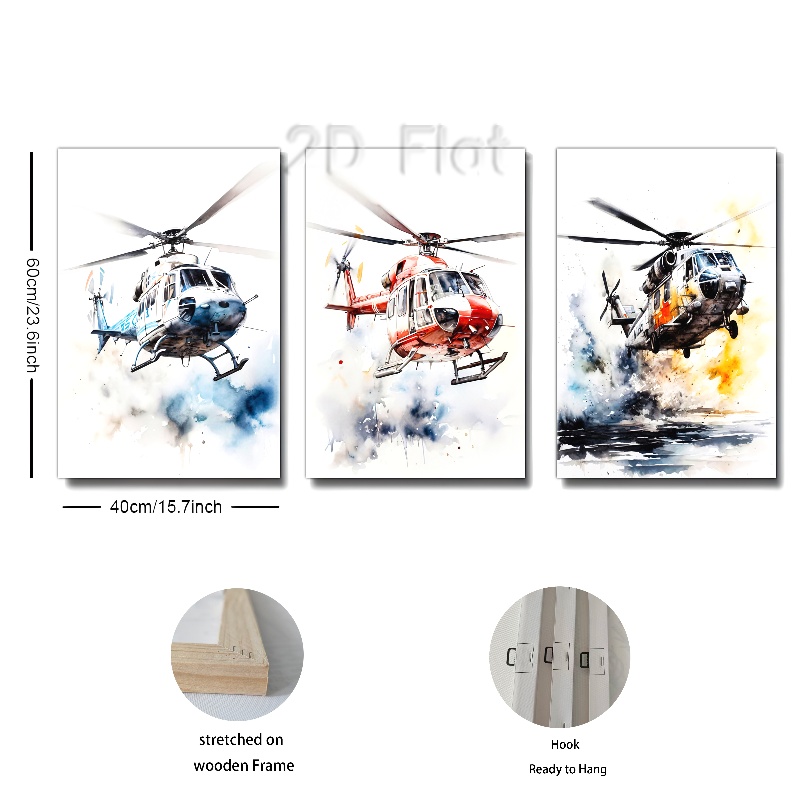 2D Flat
60cm/23.6inch
40cm/15.7inch
stretched on
wooden Frame
Hook
Ready to Hang